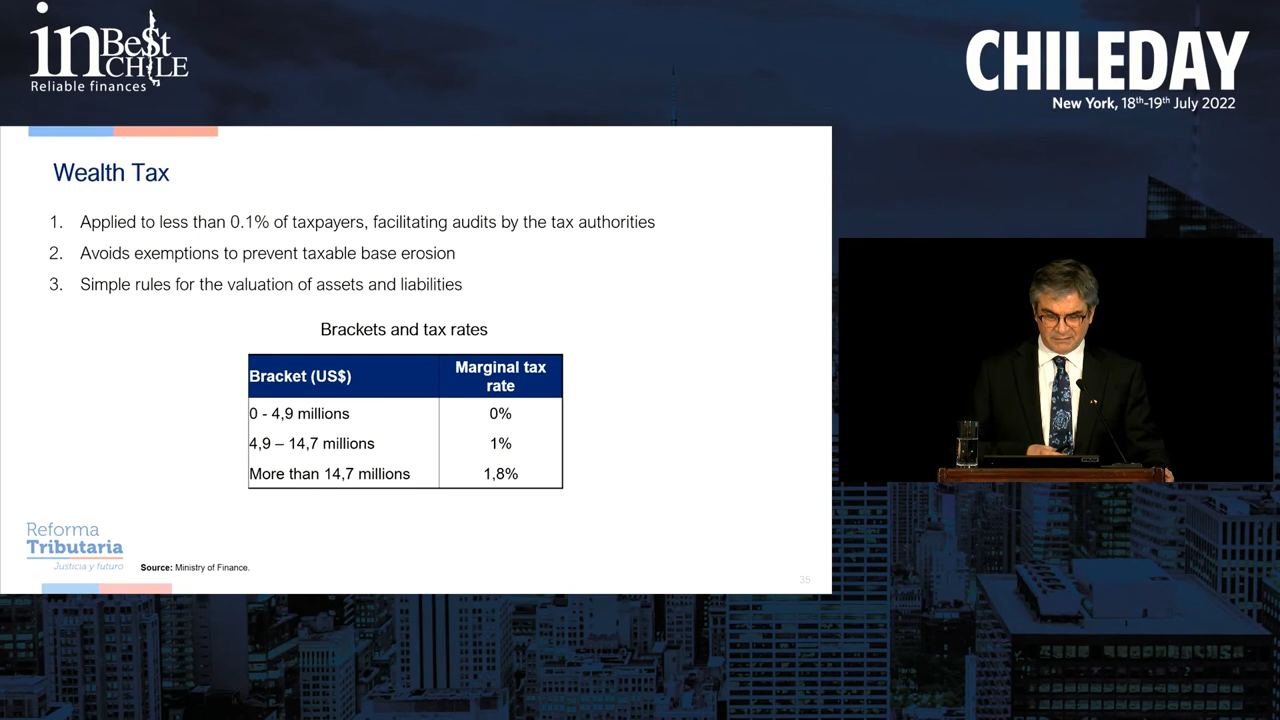 in BeSt CHILE
Reliable finances
CHILEDAY
New York, 18th-19th July 2022
Wealth Tax
1. Applied to less than 0.1% of taxpayers, facilitating audits by the tax authorities
2. Avoids exemptions to prevent taxable base erosion
3. Simple rules for the valuation of assets and liabilities
Brackets and tax rates
Bracket (US$) Marginal tax rate
0 - 4,9 millions 0%
4,9 – 14,7 millions 1%
More than 14,7 millions 1,8%
Reforma
Tributaria
Justicia y futuro
Source: Ministry of Finance.
35